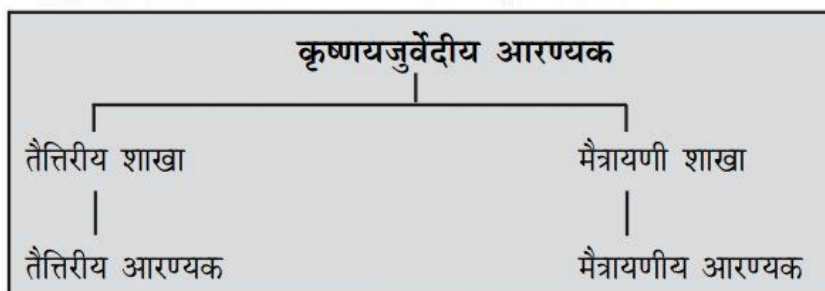 कृष्णयजुर्वेदीय आरण्यक
तैत्तिरीय शाखा मैत्रायणी शाखा
तैत्तिरीय आरण्यक मैत्रायणीय आरण्यक